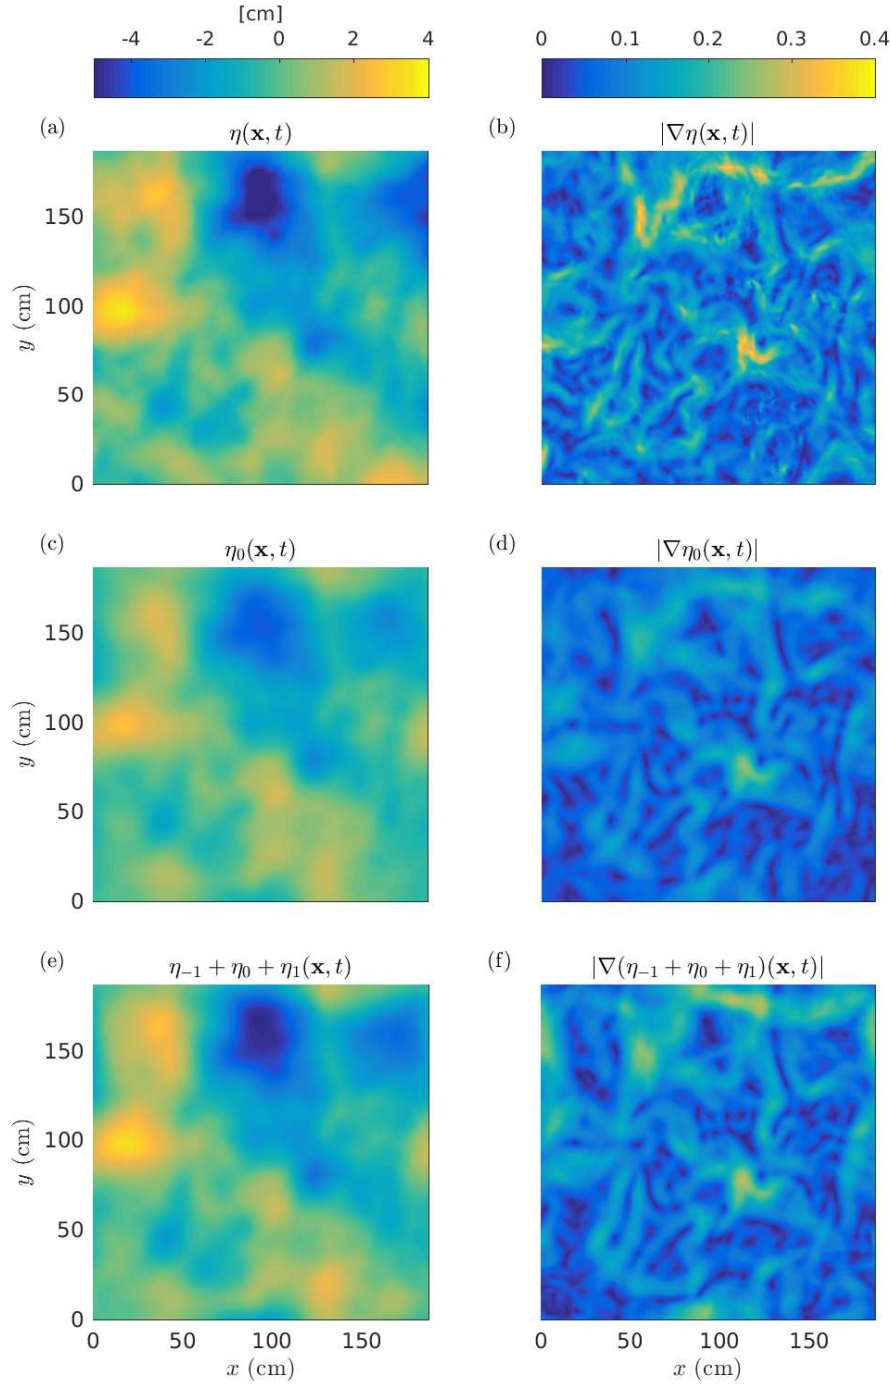 [cm]
-4 -2 0 2 4
0 0.1 0.2 0.3 0.4
(a) η(x, t)
(b) |∇η(x, t)|
150
100
50
0
y (cm)
(c) η₀(x, t)
(d) |∇η₀(x, t)|
150
100
50
0
y (cm)
(e) η₋₁ + η₀ + η₁(x, t)
(f) |∇(η₋₁ + η₀ + η₁)(x, t)|
150
100
50
0
y (cm)
0 50 100 150
x (cm)
0 50 100 150
x (cm)